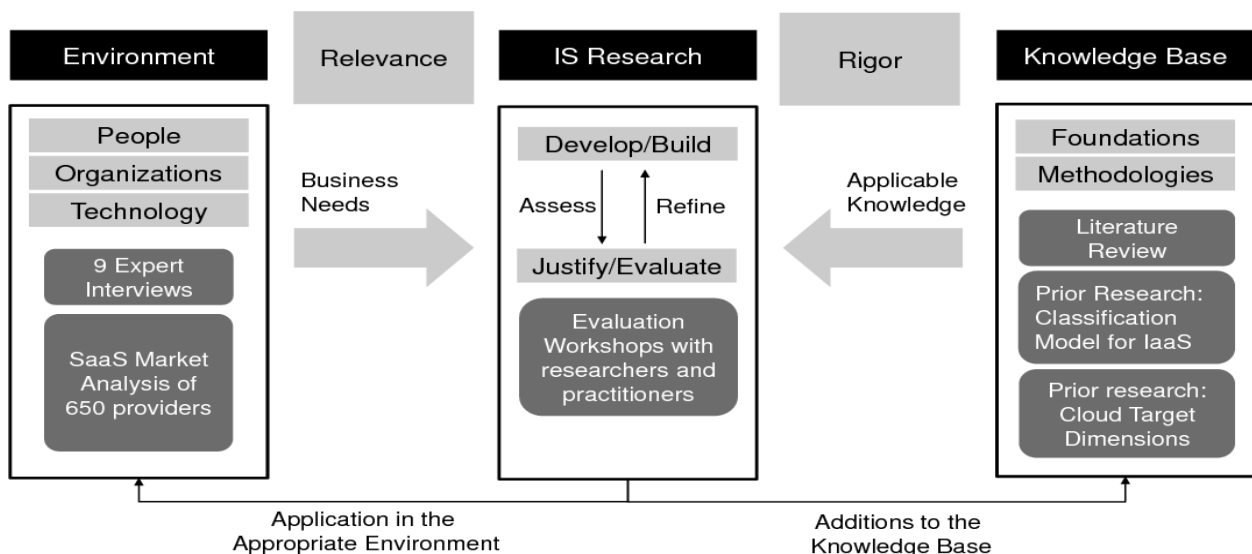 Environment
Relevance
IS Research
Rigor
Knowledge Base
People
Organizations
Technology
9 Expert
Interviews
SaaS Market
Analysis of
650 providers
Business
Needs
Develop/Build
Assess
Refine
Justify/Evaluate
Evaluation
Workshops with
researchers and
practitioners
Applicable
Knowledge
Foundations
Methodologies
Literature
Review
Prior Research:
Classification
Model for IaaS
Prior research:
Cloud Target
Dimensions
Application in the
Appropriate Environment
Additions to the
Knowledge Base